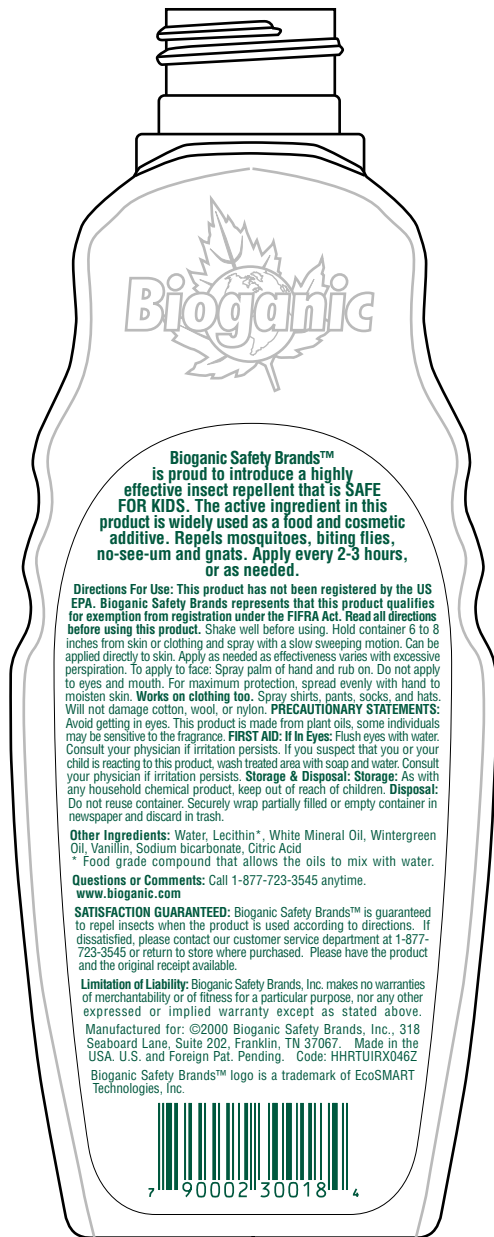 Bioganic
Bioganic Safety Brands™
is proud to introduce a highly
effective insect repellent that is SAFE
FOR KIDS. The active ingredient in this
product is widely used as a food and cosmetic
additive. Repels mosquitoes, biting flies,
no-see-um and gnats. Apply every 2-3 hours,
or as needed.
Directions For Use: This product has not been registered by the US
EPA. Bioganic Safety Brands represents that this product qualifies
for exemption from registration under the FIFRA Act. Read all directions
before using this product. Shake well before using. Hold container 6 to 8
inches from skin or clothing and spray with a slow sweeping motion. Can be
applied directly to skin. Apply as needed as effectiveness varies with excessive
perspiration. To apply to face: Spray palm of hand and rub on. Do not apply
to eyes and mouth. For maximum protection, spread evenly with hand to
moisten skin. Works on clothing too. Spray shirts, pants, socks, and hats.
Will not damage cotton, wool, or nylon. PRECAUTIONARY STATEMENTS:
Avoid getting in eyes. This product is made from plant oils, some individuals
may be sensitive to the fragrance. FIRST AID: If In Eyes: Flush eyes with water.
Consult your physician if irritation persists. If you suspect that you or your
child is reacting to this product, wash treated area with soap and water. Consult
your physician if irritation persists. Storage & Disposal: Storage: As with
any household chemical product, keep out of reach of children. Disposal:
Do not reuse container. Securely wrap partially filled or empty container in
newspaper and discard in trash.
Other Ingredients: Water, Lecithin*, White Mineral Oil, Wintergreen
Oil, Vanillin, Sodium bicarbonate, Citric Acid
* Food grade compound that allows the oils to mix with water.
Questions or Comments: Call 1-877-723-3545 anytime.
www.bioganic.com
SATISFACTION GUARANTEED: Bioganic Safety Brands™ is guaranteed
to repel insects when the product is used according to directions. If
dissatisfied, please contact our customer service department at 1-877-
723-3545 or return to store where purchased. Please have the product
and the original receipt available.
Limitation of Liability: Bioganic Safety Brands, Inc. makes no warranties
of merchantability or of fitness for a particular purpose, nor any other
expressed or implied warranty except as stated above.
Manufactured for: ©2000 Bioganic Safety Brands, Inc., 318
Seaboard Lane, Suite 202, Franklin, TN 37067. Made in the
USA. U.S. and Foreign Pat. Pending. Code: HHRTUIRX046Z
Bioganic Safety Brands™ logo is a trademark of EcoSMART
Technologies, Inc.
7 90002 30018 4